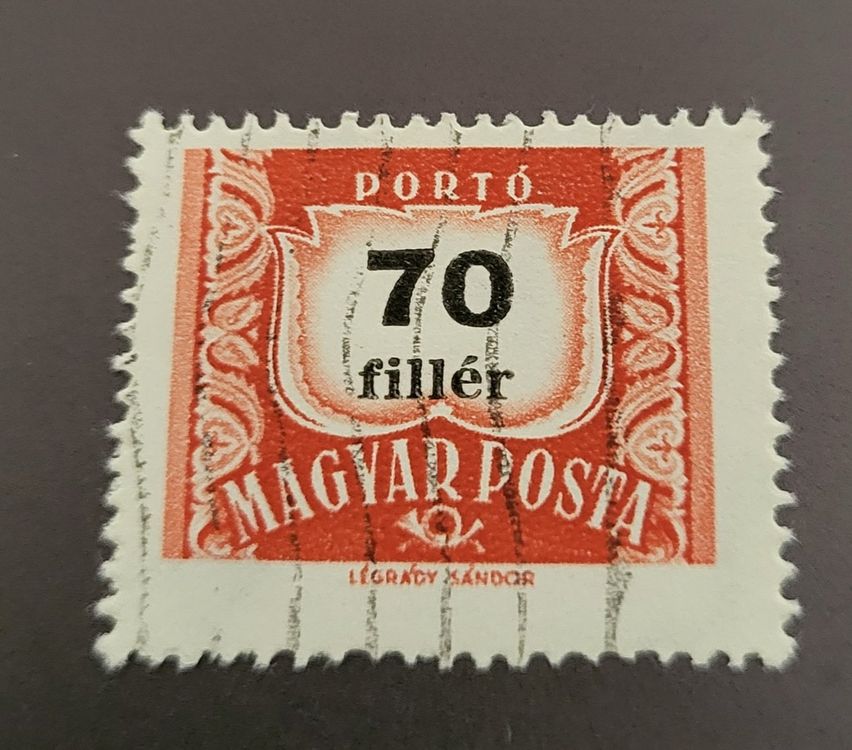 PORTÓ
70
fillér
MAGYAR POSTA
LÉGRÁDY SÁNDOR